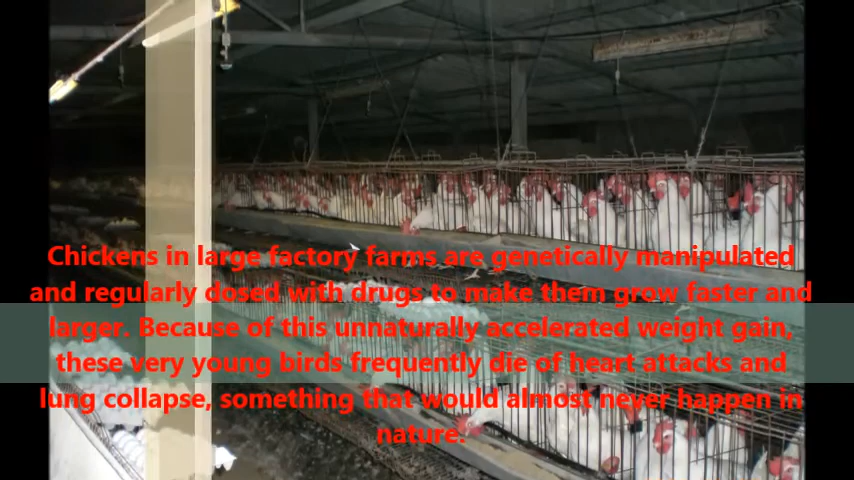 Chickens in large factory farms are genetically manipulated
and regularly dosed with drugs to make them grow faster and
larger. Because of this unnaturally accelerated weight gain,
these very young birds frequently die of heart attacks and
lung collapse, something that would almost never happen in
nature.